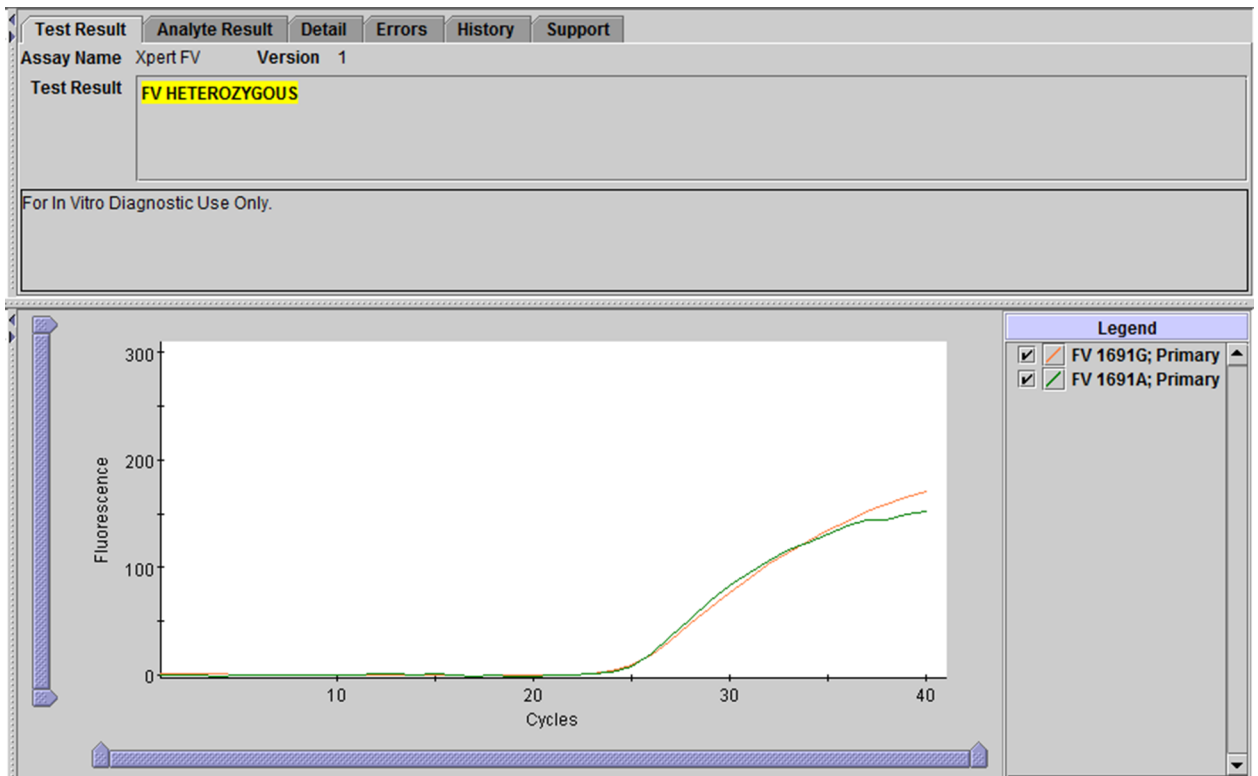 Test Result Analyte Result Detail Errors History Support
Assay Name Xpert FV Version 1
Test Result FV HETEROZYGOUS
For In Vitro Diagnostic Use Only.
300
200
100
0
Fluorescence
10 20 30 40
Cycles
Legend
FV 1691G; Primary
FV 1691A; Primary